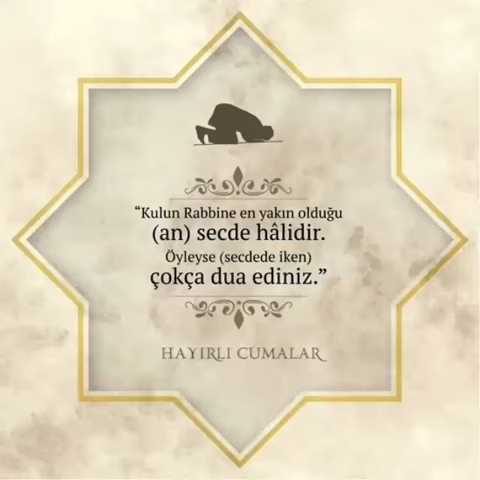 “Kulun Rabbine en yakın olduğu
(an) secde hâlidir.
Öyleyse (secdede iken)
çokça dua ediniz.”
HAYIRLI CUMALAR